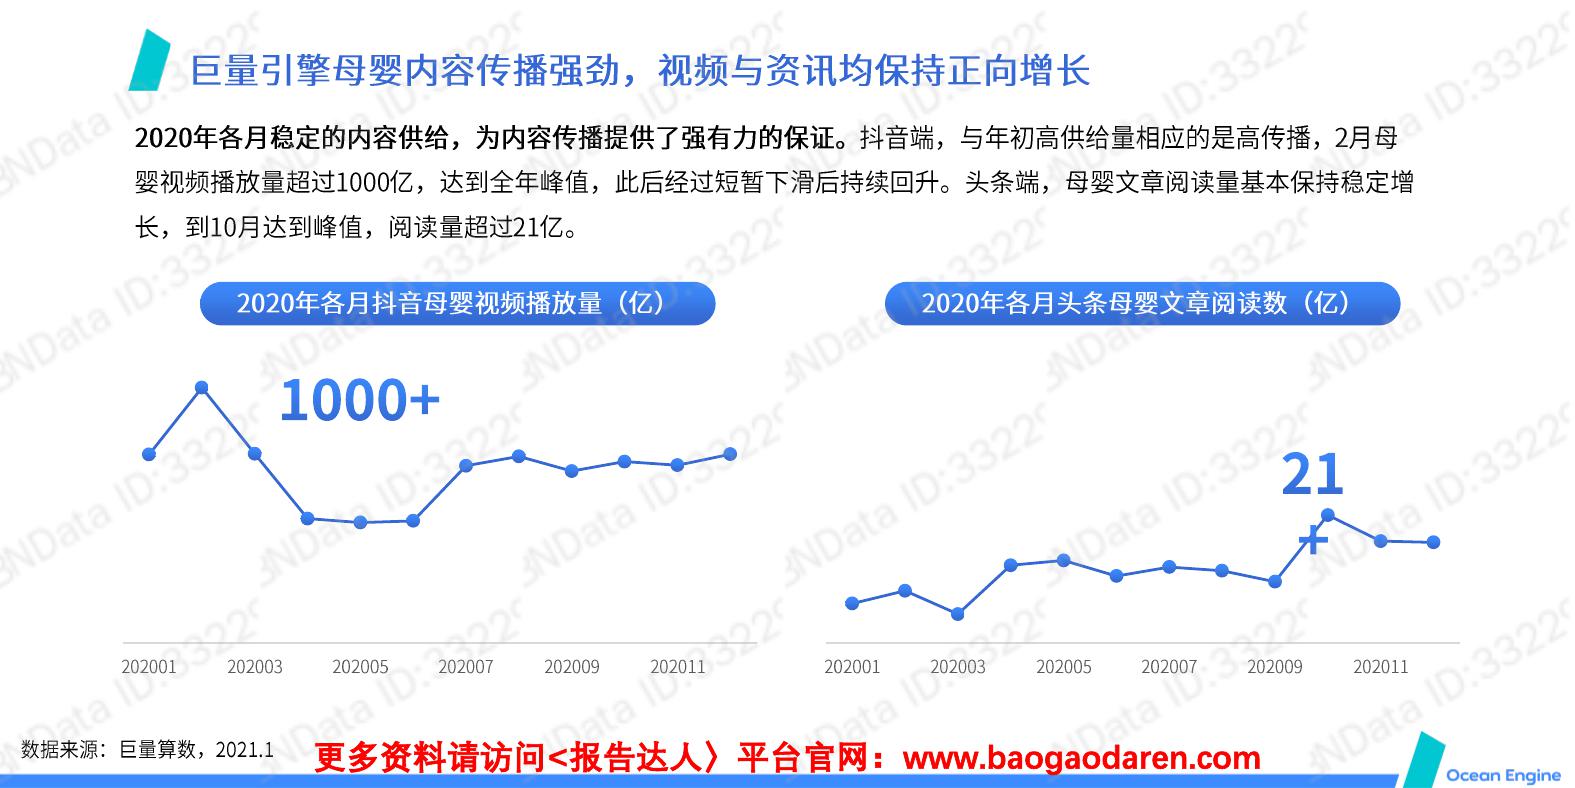 巨量引擎母婴内容传播强劲，视频与资讯均保持正向增长
2020年各月稳定的内容供给，为内容传播提供了强有力的保证。抖音端，与年初高供给量相应的是高传播，2月母
婴视频播放量超过1000亿，达到全年峰值，此后经过短暂下滑后持续回升。头条端，母婴文章阅读量基本保持稳定增
长，到10月达到峰值，阅读量超过21亿。
2020年各月抖音母婴视频播放量（亿）
2020年各月头条母婴文章阅读数（亿）
1000+
21
+
202001 202003 202005 202007 202009 202011
202001 202003 202005 202007 202009 202011
数据来源：巨量算数，2021.1
更多资料请访问<报告达人〉平台官网：www.baogaodaren.com
Ocean Engine